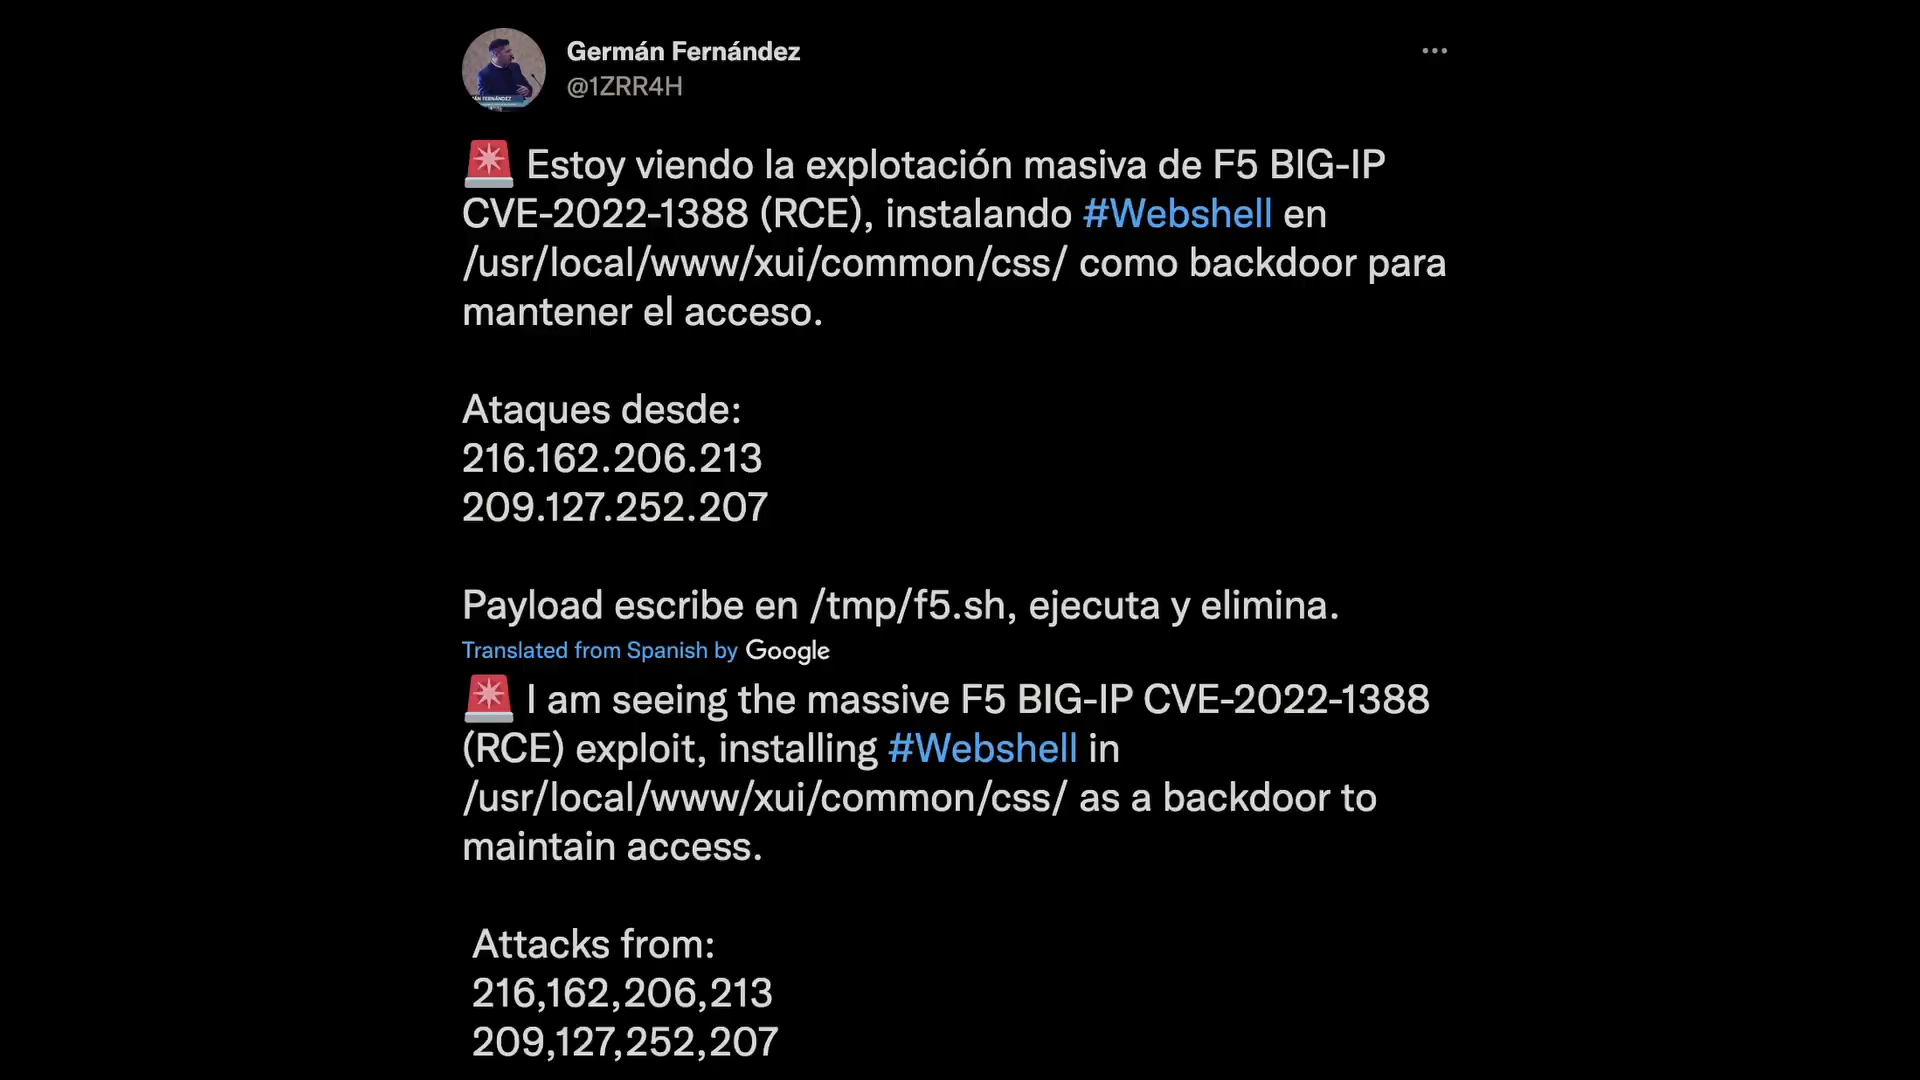 Germán Fernández
@1ZRR4H
🚨 Estoy viendo la explotación masiva de F5 BIG-IP
CVE-2022-1388 (RCE), instalando #Webshell en
/usr/local/www/xui/common/css/ como backdoor para
mantener el acceso.
Ataques desde:
216.162.206.213
209.127.252.207
Payload escribe en /tmp/f5.sh, ejecuta y elimina.
Translated from Spanish by Google
🚨 I am seeing the massive F5 BIG-IP CVE-2022-1388
(RCE) exploit, installing #Webshell in
/usr/local/www/xui/common/css/ as a backdoor to
maintain access.
Attacks from:
216,162,206,213
209,127,252,207